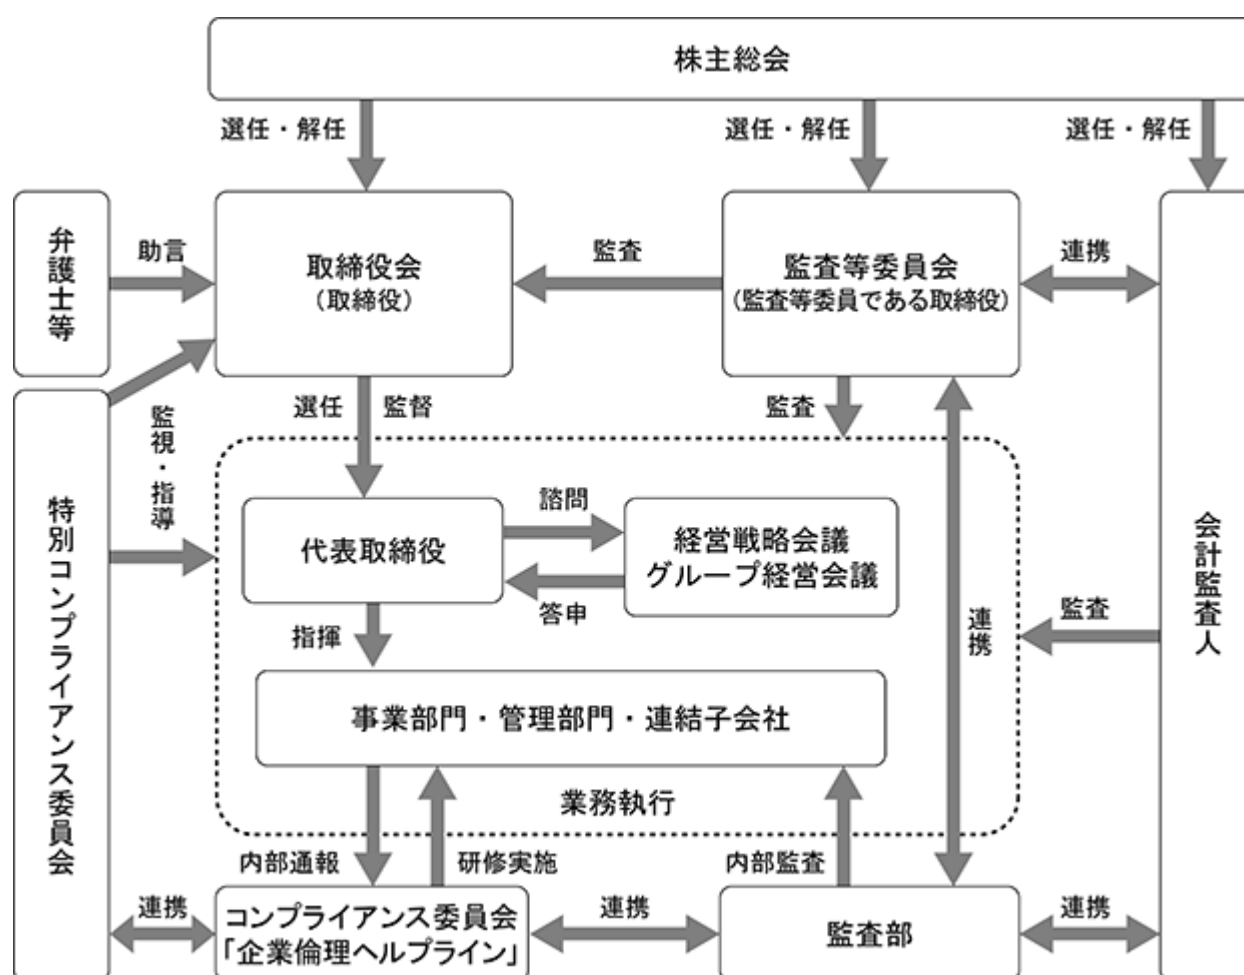 株主総会
選任・解任
選任・解任
選任・解任
弁護士等
助言
取締役会
（取締役）
監査
監査等委員会
（監査等委員である取締役）
連携
監視・指導
選任
監督
監査
特別コンプライアンス委員会
代表取締役
諮問
答申
経営戦略会議
グループ経営会議
連携
会計監査人
監査
指揮
事業部門・管理部門・連結子会社
業務執行
内部通報
研修実施
内部監査
連携
コンプライアンス委員会
「企業倫理ヘルプライン」
連携
監査部
連携